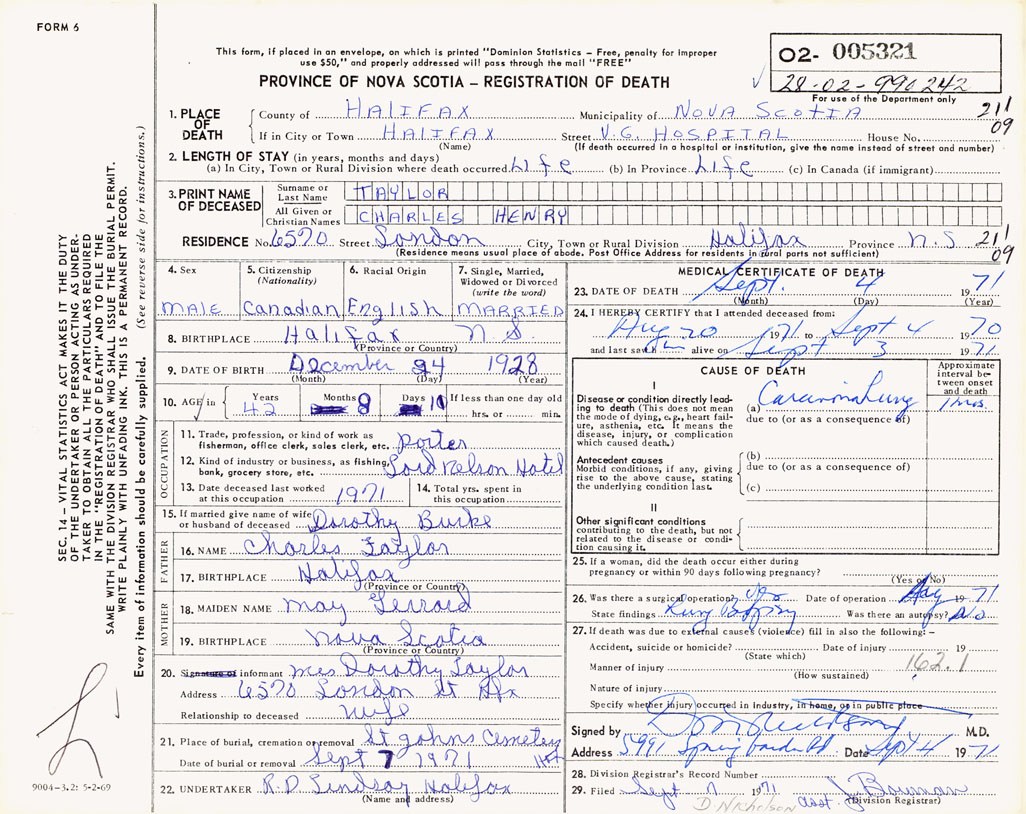 FORM 6
This form, if placed in an envelope, on which is printed "Dominion Statistics – Free, penalty for improper
use $50," and properly addressed will pass through the mail "FREE"
PROVINCE OF NOVA SCOTIA – REGISTRATION OF DEATH
02- 005321
28-02-990242
For use of the Department only
1. PLACE OF DEATH
County of HALIFAX Municipality of NOVA SCOTIA 211
If in City or Town HALIFAX Street V.G. HOSPITAL House No. 09
(Name) (If death occurred in a hospital or institution, give the name instead of street and number)
2. LENGTH OF STAY (in years, months and days)
(a) In City, Town or Rural Division where death occurred Life (b) In Province Life (c) In Canada (if immigrant)
3. PRINT NAME OF DECEASED
Surname or Last Name TAYLOR
All Given or Christian Names CHARLES HENRY
RESIDENCE No. 6570 Street London City, Town or Rural Division Halifax Province N.S. 211
(Residence means usual place of abode. Post Office Address for residents in rural parts not sufficient) 09
4. Sex MALE
5. Citizenship (Nationality) Canadian
6. Racial Origin English
7. Single, Married, Widowed or Divorced (write the word) MARRIED
8. BIRTHPLACE Halifax N S.
(Province or Country)
9. DATE OF BIRTH December 24 1928
(Month) (Day) (Year)
10. AGE in Years 42 Months 8 Days 10 If less than one day old
hrs. or min.
OCCUPATION
11. Trade, profession, or kind of work as
fisherman, office clerk, sales clerk, etc. porter
12. Kind of industry or business, as fishing,
bank, grocery store, etc. Lord Nelson Hotel
13. Date deceased last worked
at this occupation 1971
14. Total yrs. spent in
this occupation
15. If married give name of wife
or husband of deceased Dorothy Burke
FATHER
16. NAME Charles Taylor
17. BIRTHPLACE Halifax
(Province or Country)
MOTHER
18. MAIDEN NAME May
19. BIRTHPLACE Nova Scotia
(Province or Country)
20. Signature of informant Mrs Dorothy Taylor
Address 6570 London St Hfx
Relationship to deceased Wife
21. Place of burial, cremation or removal St Johns Cemetery
Date of burial or removal Sept 7 1971
22. UNDERTAKER R.D Lindsay Halifax
(Name and address)
MEDICAL CERTIFICATE OF DEATH
23. DATE OF DEATH Sept. 4 1971
(Month) (Day) (Year)
24. I HEREBY CERTIFY that I attended deceased from:
Aug 20 1971 to Sept 4 1970
and last saw h im alive on Sept 3 1971
CAUSE OF DEATH
Approximate interval between onset and death
I
Disease or condition directly leading
to death (This does not mean
the mode of dying, e.g., heart failure,
asthenia, etc. It means the
disease, injury, or complication
which caused death.)
(a) Carcinoma Lung
due to (or as a consequence of)
1 mos.
Antecedent causes
Morbid conditions, if any, giving
rise to the above cause, stating
the underlying condition last.
(b)
due to (or as a consequence of)
(c)
II
Other significant conditions
contributing to the death, but not
related to the disease or condition
causing it.
25. If a woman, did the death occur either during
pregnancy or within 90 days following pregnancy?
(Yes or No)
26. Was there a surgical operation? yes Date of operation Aug 1971
State findings Lung Biopsy Was there an autopsy? No
27. If death was due to external causes (violence) fill in also the following: –
Accident, suicide or homicide? Date of injury 19
(State which)
Manner of injury 162.1
(How sustained)
Nature of injury
Specify whether injury occurred in industry, in home, or in public place
Signed by M.D.
Address 5991 Spring Garden Rd Date Sept 4 1971
28. Division Registrar's Record Number
29. Filed Sept 7 1971 J. Bowman
D. Nicholson asst. (Division Registrar)
SEC. 14 – VITAL STATISTICS ACT MAKES IT THE DUTY
OF THE UNDERTAKER OR PERSON ACTING AS UNDER-
TAKER TO OBTAIN ALL THE PARTICULARS REQUIRED
IN THE "REGISTRATION OF DEATH" AND TO FILE THE
SAME WITH THE DIVISION REGISTRAR WHO SHALL ISSUE THE BURIAL PERMIT.
WRITE PLAINLY WITH UNFADING INK. THIS IS A PERMANENT RECORD.
Every item of information should be carefully supplied. (See reverse side for instructions.)
9004-3.2: 5-2-69